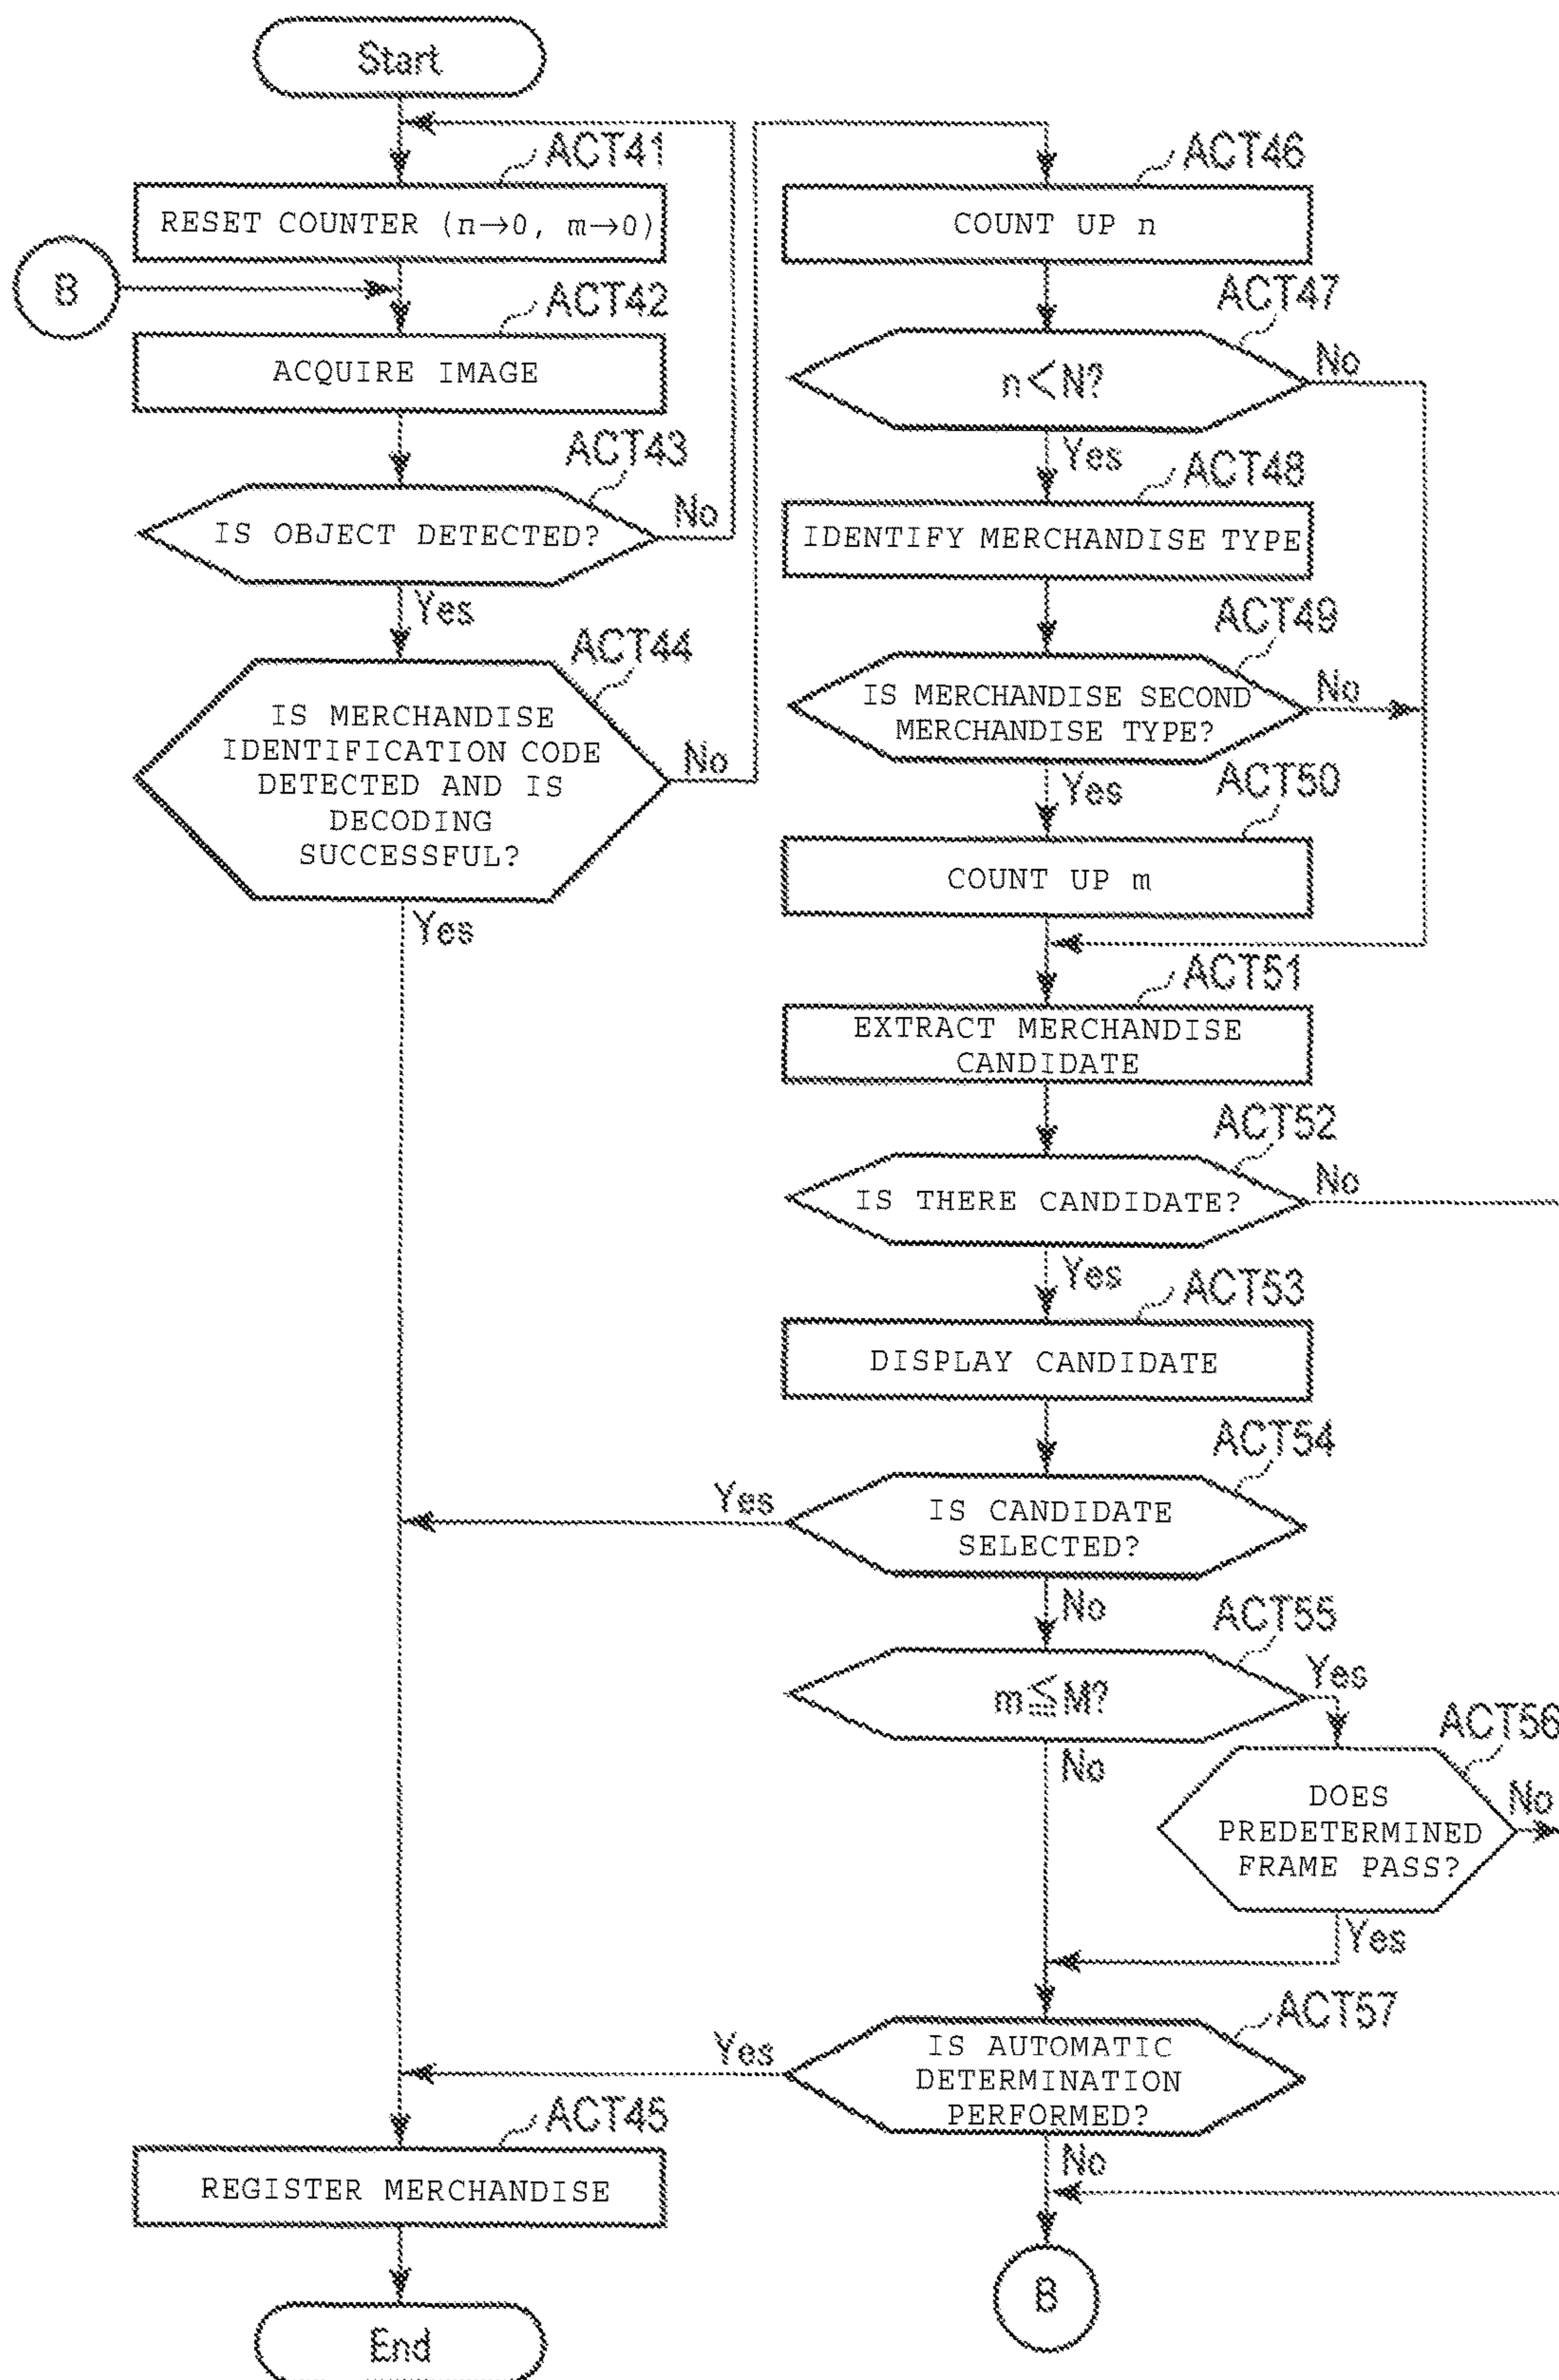 Start
ACT41
RESET COUNTER (n→0, m→0)
B
ACT42
ACQUIRE IMAGE
ACT43
IS OBJECT DETECTED?
No
Yes
ACT44
IS MERCHANDISE
IDENTIFICATION CODE
DETECTED AND IS
DECODING
SUCCESSFUL?
No
Yes
ACT45
REGISTER MERCHANDISE
End
ACT46
COUNT UP n
ACT47
n<N?
No
Yes
ACT48
IDENTIFY MERCHANDISE TYPE
ACT49
IS MERCHANDISE SECOND
MERCHANDISE TYPE?
No
Yes
ACT50
COUNT UP m
ACT51
EXTRACT MERCHANDISE
CANDIDATE
ACT52
IS THERE CANDIDATE?
No
Yes
ACT53
DISPLAY CANDIDATE
ACT54
IS CANDIDATE
SELECTED?
Yes
No
ACT55
m≦M?
Yes
No
ACT56
DOES
PREDETERMINED
FRAME PASS?
No
Yes
ACT57
IS AUTOMATIC
DETERMINATION
PERFORMED?
Yes
No
B